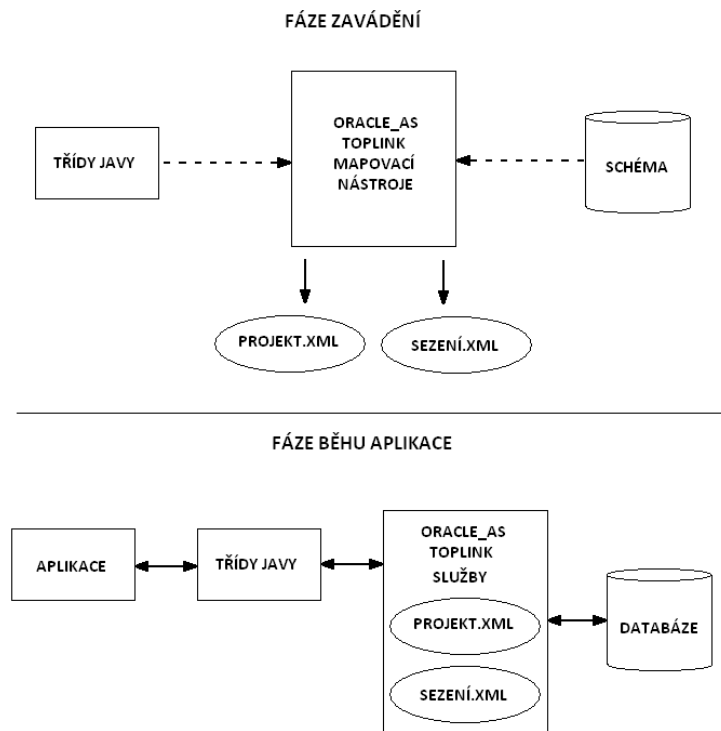 FÁZE ZAVÁDĚNÍ
TŘÍDY JAVY
ORACLE_AS
TOPLINK
MAPOVACÍ
NÁSTROJE
SCHÉMA
PROJEKT.XML
SEZENÍ.XML
FÁZE BĚHU APLIKACE
APLIKACE
TŘÍDY JAVY
ORACLE_AS
TOPLINK
SLUŽBY
PROJEKT.XML
SEZENÍ.XML
DATABÁZE